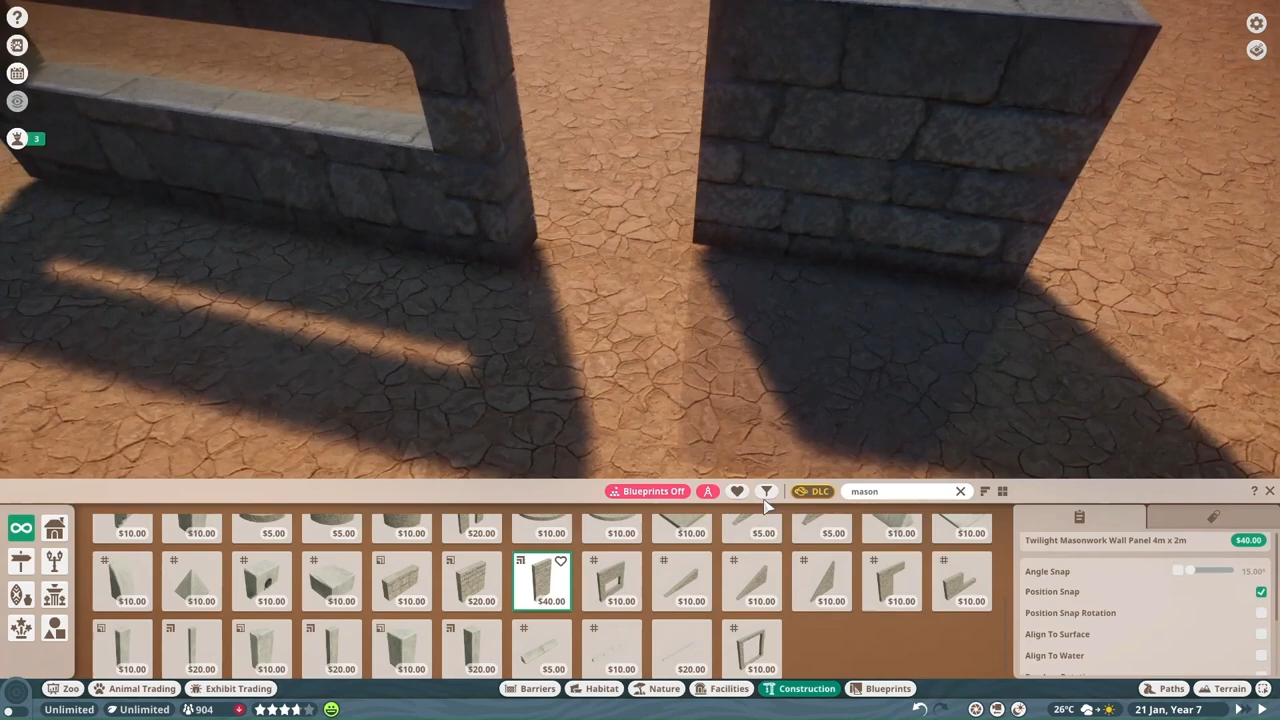 ?
3
Blueprints Off
DLC
mason
?
$10.00 $10.00 $5.00 $5.00 $10.00 $20.00 $10.00 $10.00 $5.00 $5.00 $5.00 $10.00 $10.00
$10.00 $10.00 $10.00 $10.00 $10.00 $20.00 $40.00 $10.00 $10.00 $10.00 $10.00 $10.00 $10.00
$10.00 $20.00 $10.00 $20.00 $10.00 $20.00 $5.00 $10.00 $20.00 $10.00
Twilight Masonwork Wall Panel 4m x 2m $40.00
Angle Snap 15.00°
Position Snap
Position Snap Rotation
Align To Surface
Align To Water
Zoo Animal Trading Exhibit Trading Barriers Habitat Nature Facilities Construction Blueprints Paths Terrain
Unlimited Unlimited 904 26°C 21 Jan, Year 7